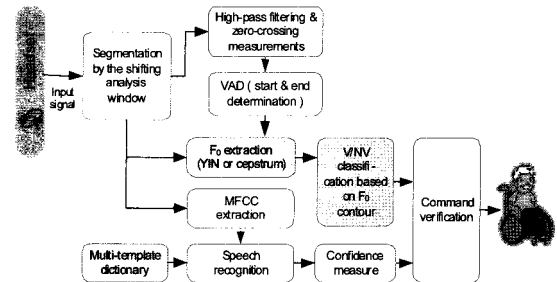 High-pass filtering &
zero-crossing
measurements
Segmentation
by the shifting
analysis
window
Input
signal
VAD ( start & end
determination )
F₀ extraction
(YIN or cepstrum)
V/NV
classifi-
cation based
on F₀
contour
Command
verification
MFCC
extraction
Multi-template
dictionary
Speech
recognition
Confidence
measure